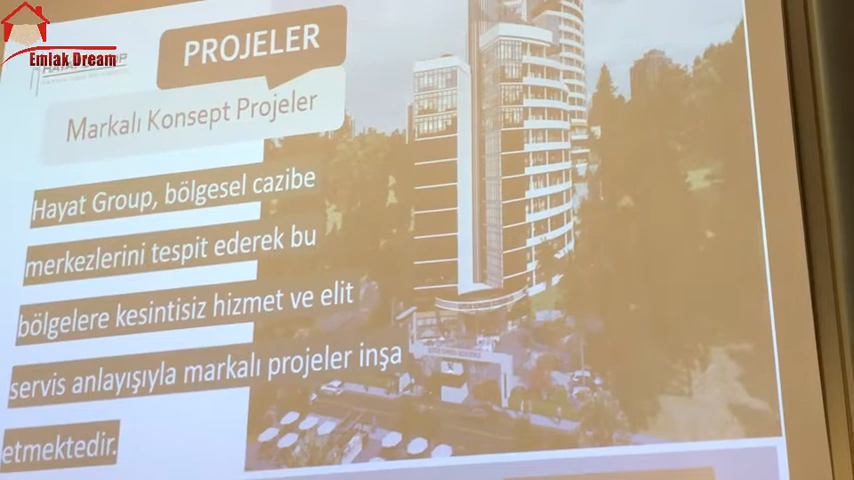 Emlak Dream
PROJELER
Markalı Konsept Projeler
Hayat Group, bölgesel cazibe
merkezlerini tespit ederek bu
bölgelere kesintisiz hizmet ve elit
servis anlayışıyla markalı projeler inşa
etmektedir.